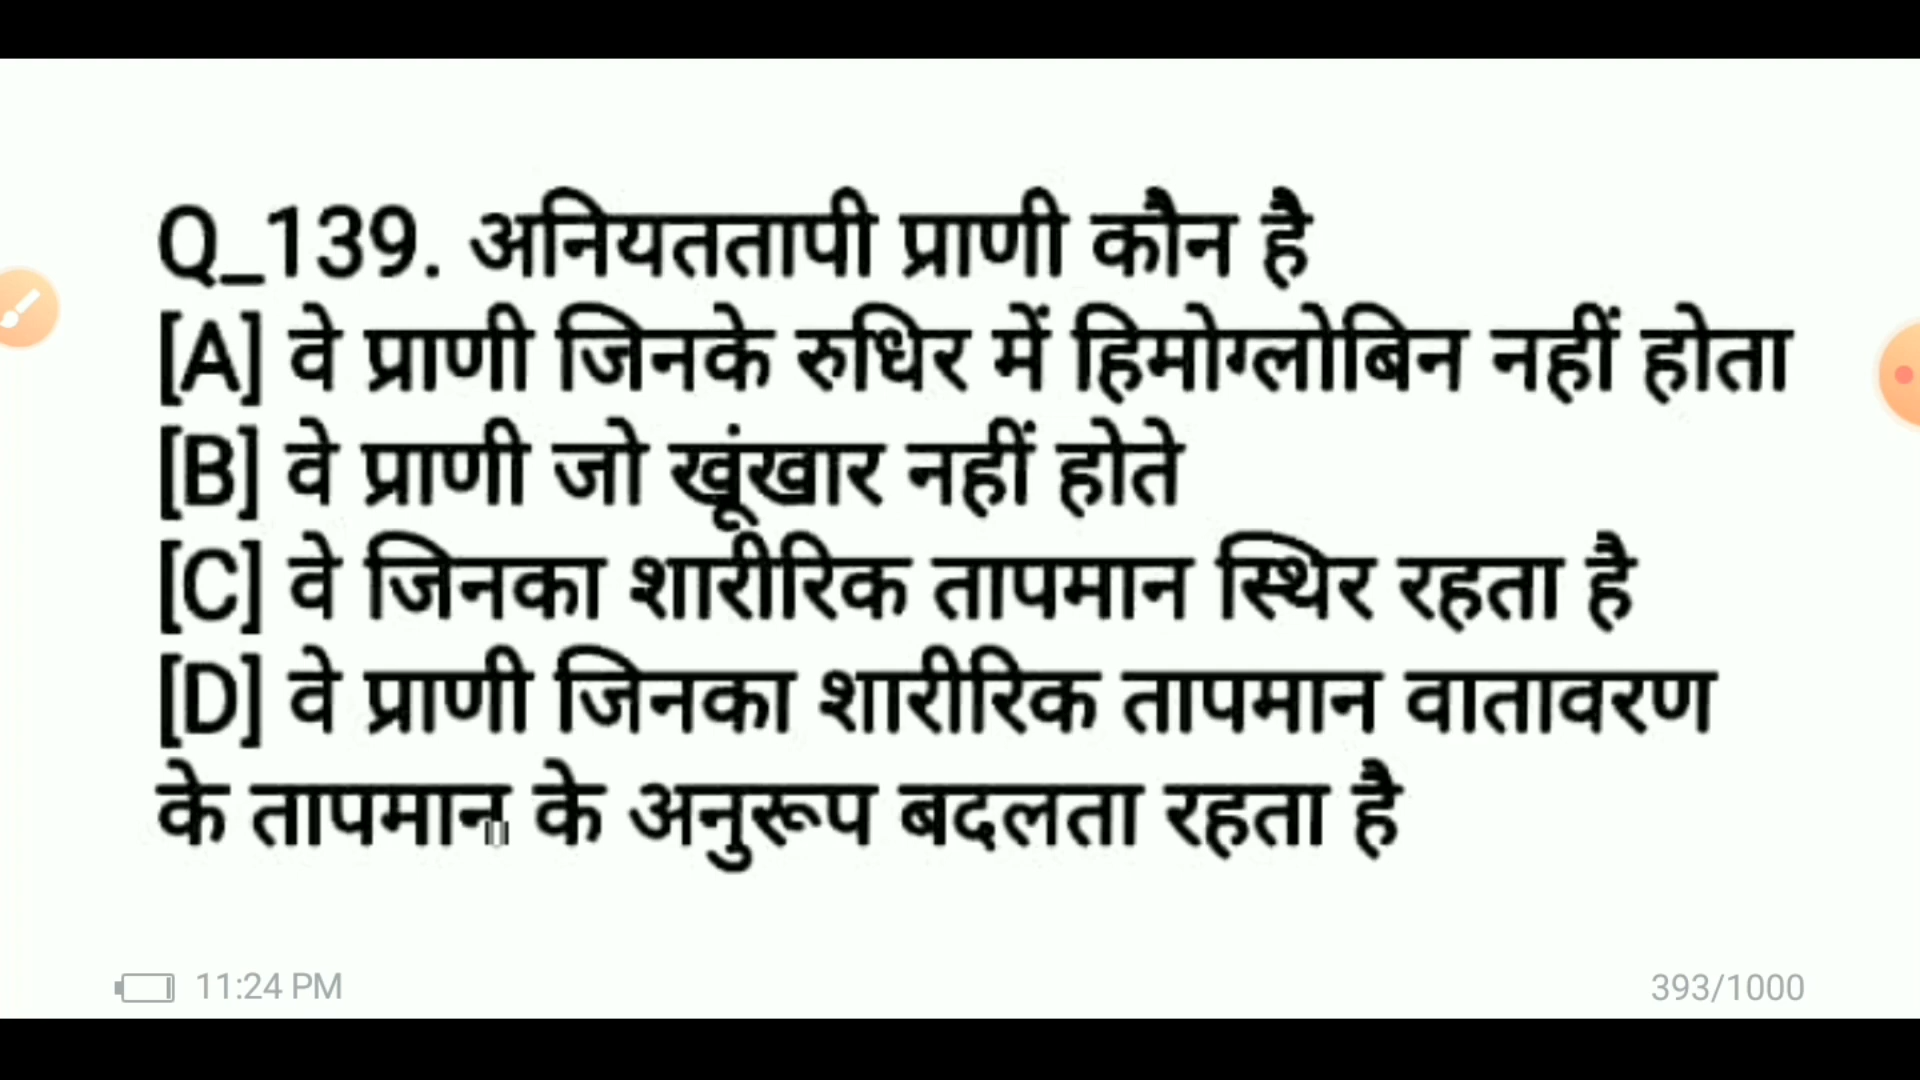 Q_139. अनियततापी प्राणी कौन है
[A] वे प्राणी जिनके रुधिर में हिमोग्लोबिन नहीं होता
[B] वे प्राणी जो खूंखार नहीं होते
[C] वे जिनका शारीरिक तापमान स्थिर रहता है
[D] वे प्राणी जिनका शारीरिक तापमान वातावरण
के तापमान के अनुरूप बदलता रहता है
11:24 PM
393/1000